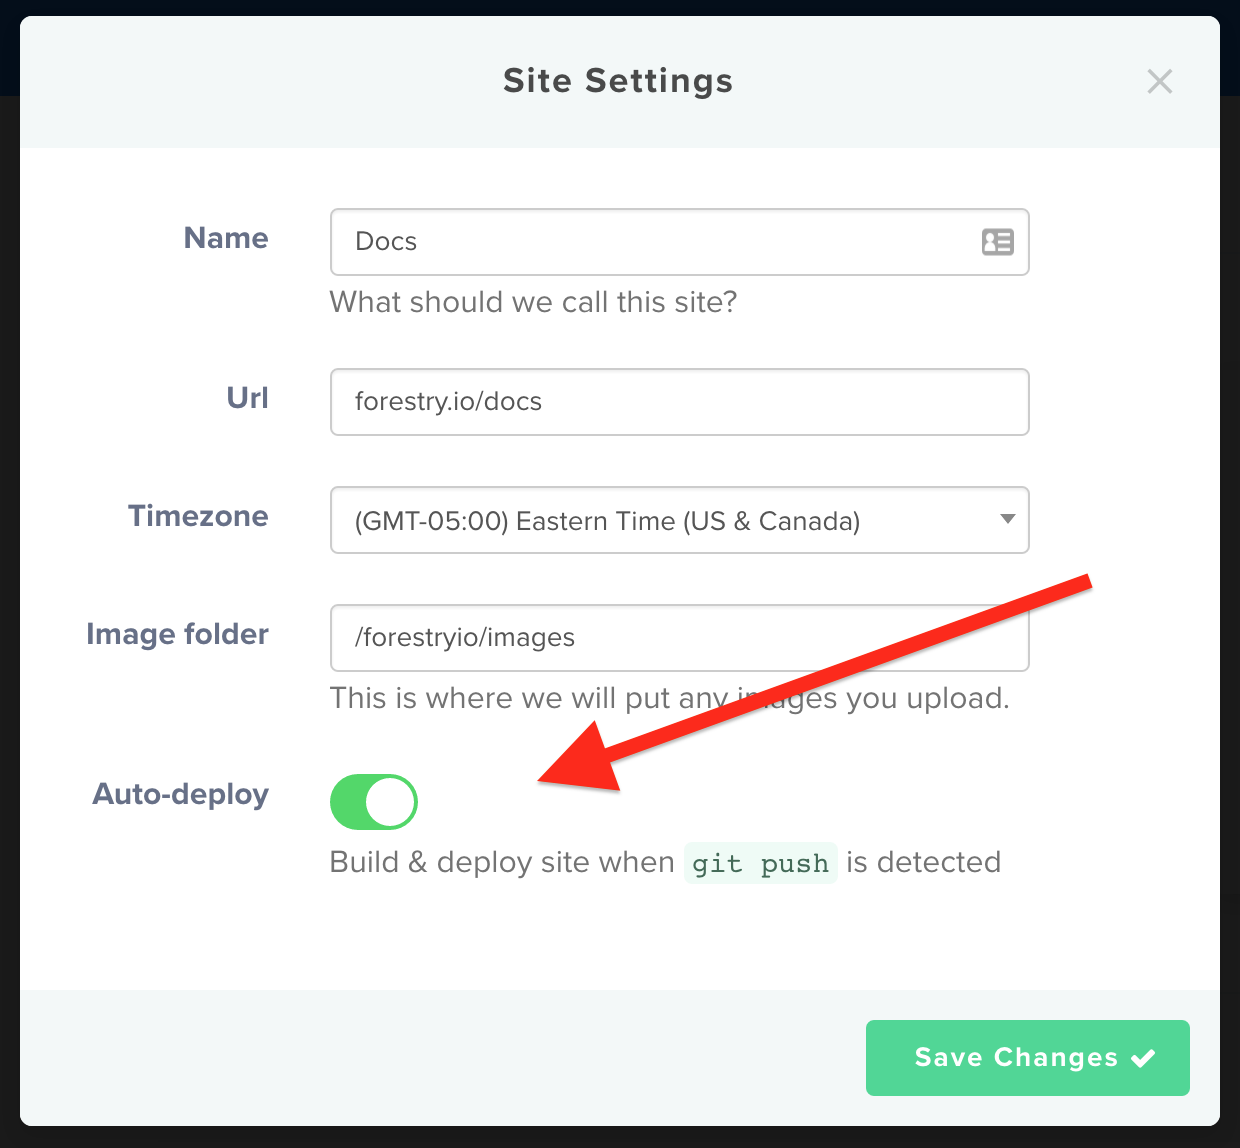 Site Settings
Name
Docs
What should we call this site?
Url
forestry.io/docs
Timezone
(GMT-05:00) Eastern Time (US & Canada)
Image folder
/forestryio/images
This is where we will put any images you upload.
Auto-deploy
Build & deploy site when git push is detected
Save Changes